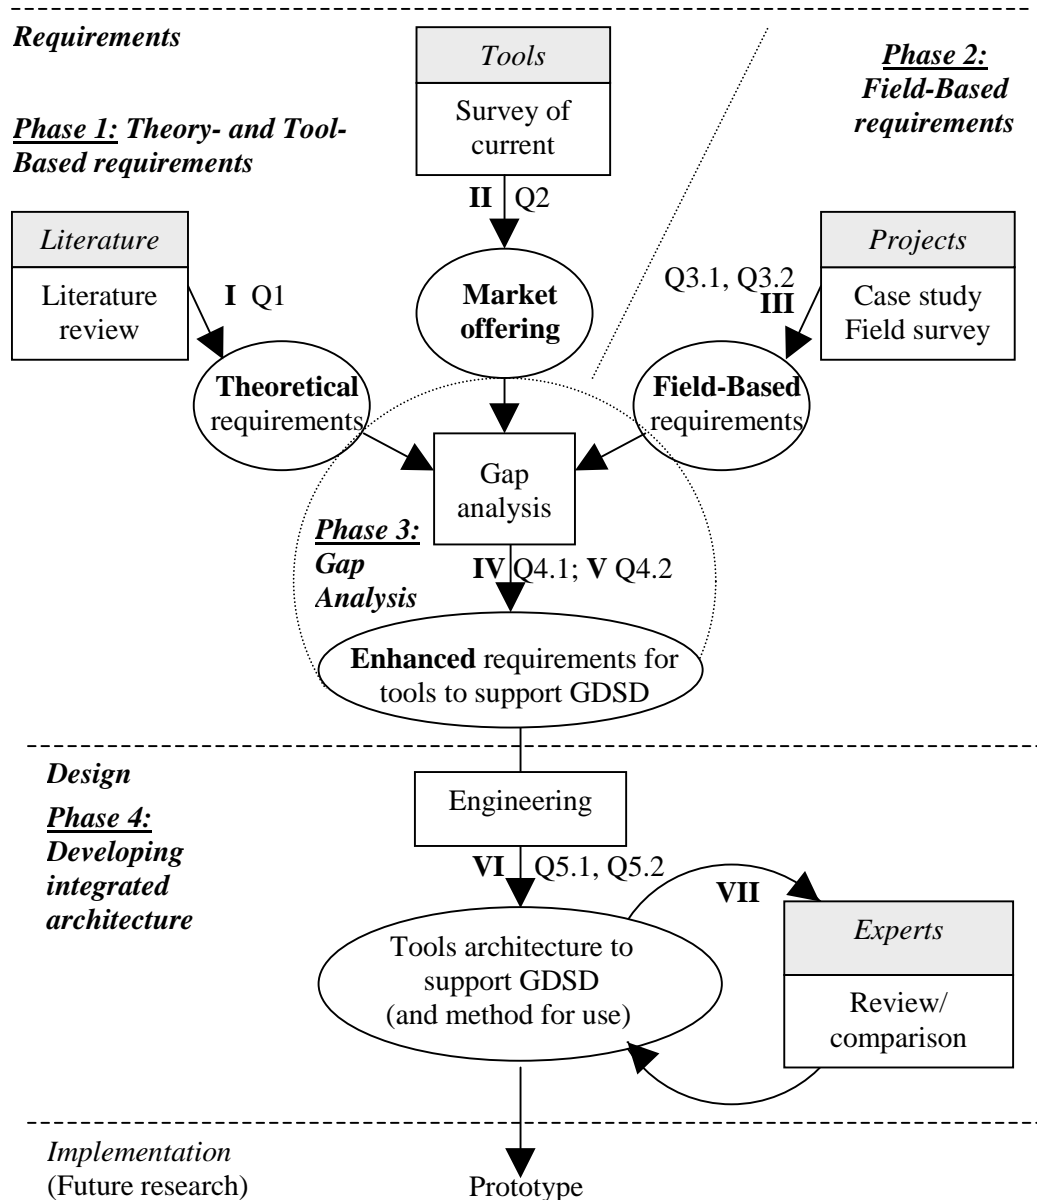 Requirements
Phase 1: Theory- and Tool-
Based requirements
Tools
Survey of
current
Phase 2:
Field-Based
requirements
II Q2
Literature
Literature
review
I Q1
Market
offering
Q3.1, Q3.2
III
Projects
Case study
Field survey
Theoretical
requirements
Field-Based
requirements
Gap
analysis
Phase 3:
Gap
Analysis
IV Q4.1; V Q4.2
Enhanced requirements for
tools to support GDSD
Design
Phase 4:
Developing
integrated
architecture
Engineering
VI Q5.1, Q5.2
VII
Tools architecture to
support GDSD
(and method for use)
Experts
Review/
comparison
Implementation
(Future research)
Prototype